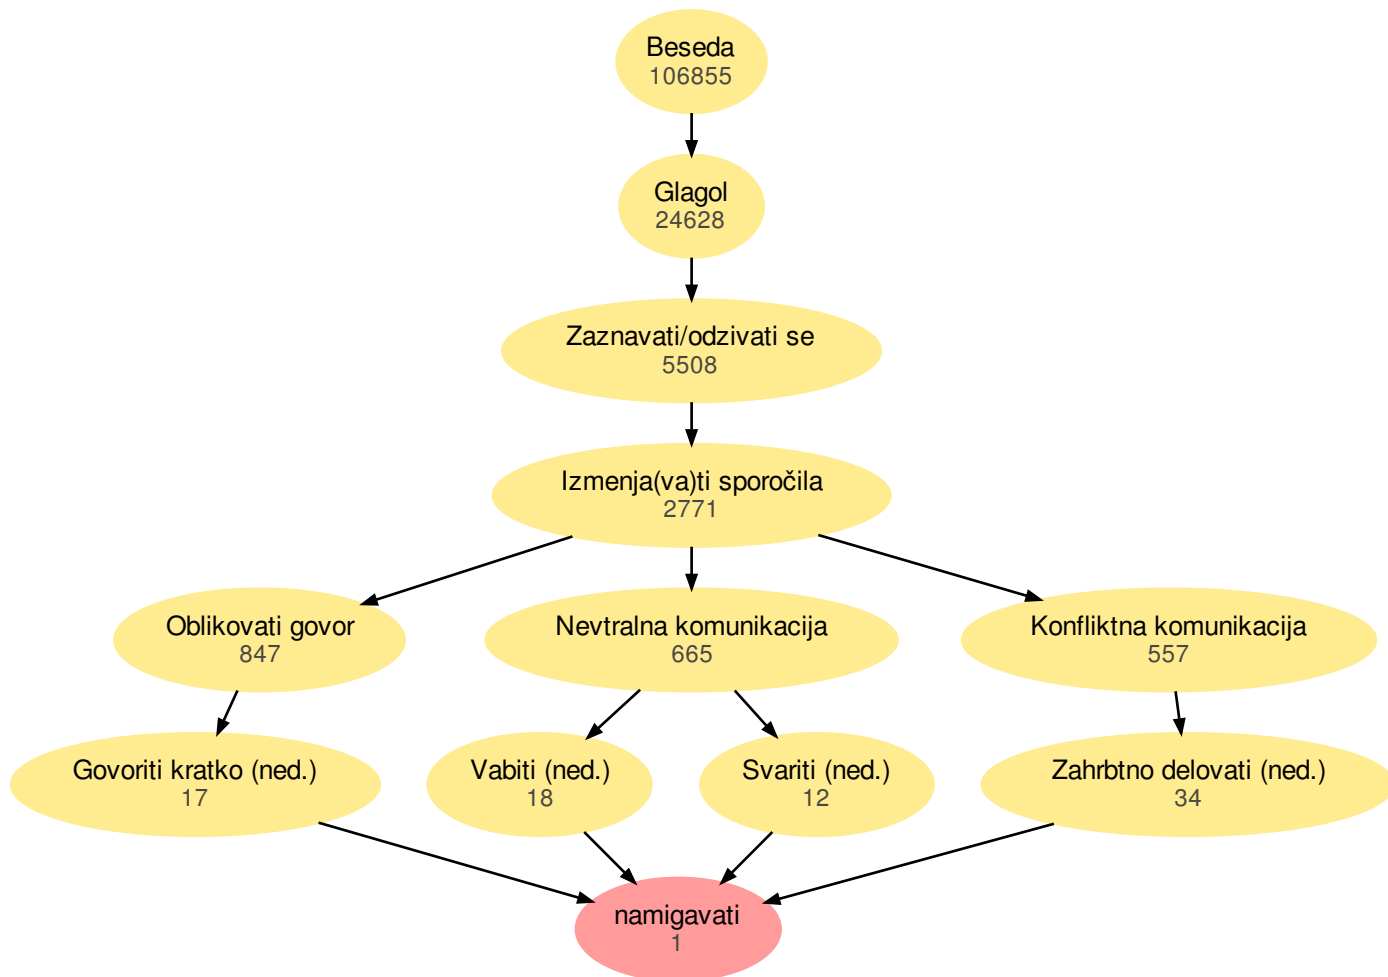 Beseda
106855
Glagol
24628
Zaznavati/odzivati se
5508
Izmenja(va)ti sporočila
2771
Oblikovati govor
847
Nevtralna komunikacija
665
Konfliktna komunikacija
557
Govoriti kratko (ned.)
17
Vabiti (ned.)
18
Svariti (ned.)
12
Zahrbtno delovati (ned.)
34
namigavati
1